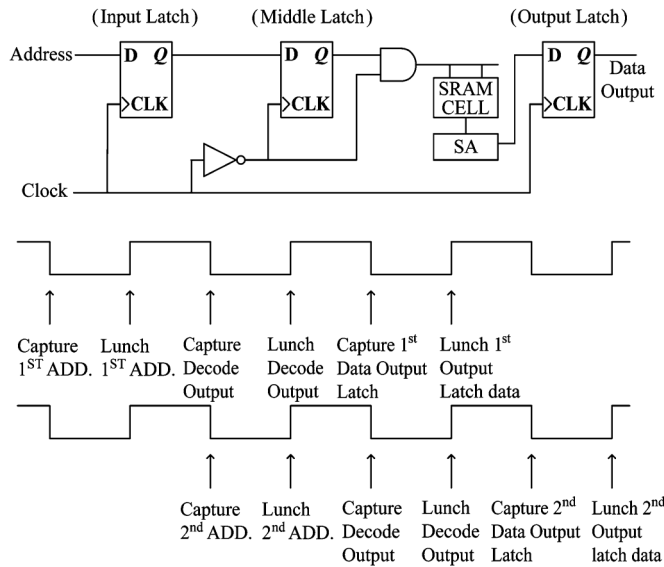 (Input Latch) (Middle Latch) (Output Latch)
Address D Q D Q D Q
Data
Output
CLK CLK SRAM CLK
CELL
SA
Clock
Capture
1ST ADD.
Lunch
1ST ADD.
Capture
Decode
Output
Lunch
Decode
Output
Capture 1st
Data Output
Latch
Lunch 1st
Output
Latch data
Capture
2nd ADD.
Lunch
2nd ADD.
Capture
Decode
Output
Lunch
Decode
Output
Capture 2nd
Data Output
Latch
Lunch 2nd
Output
latch data